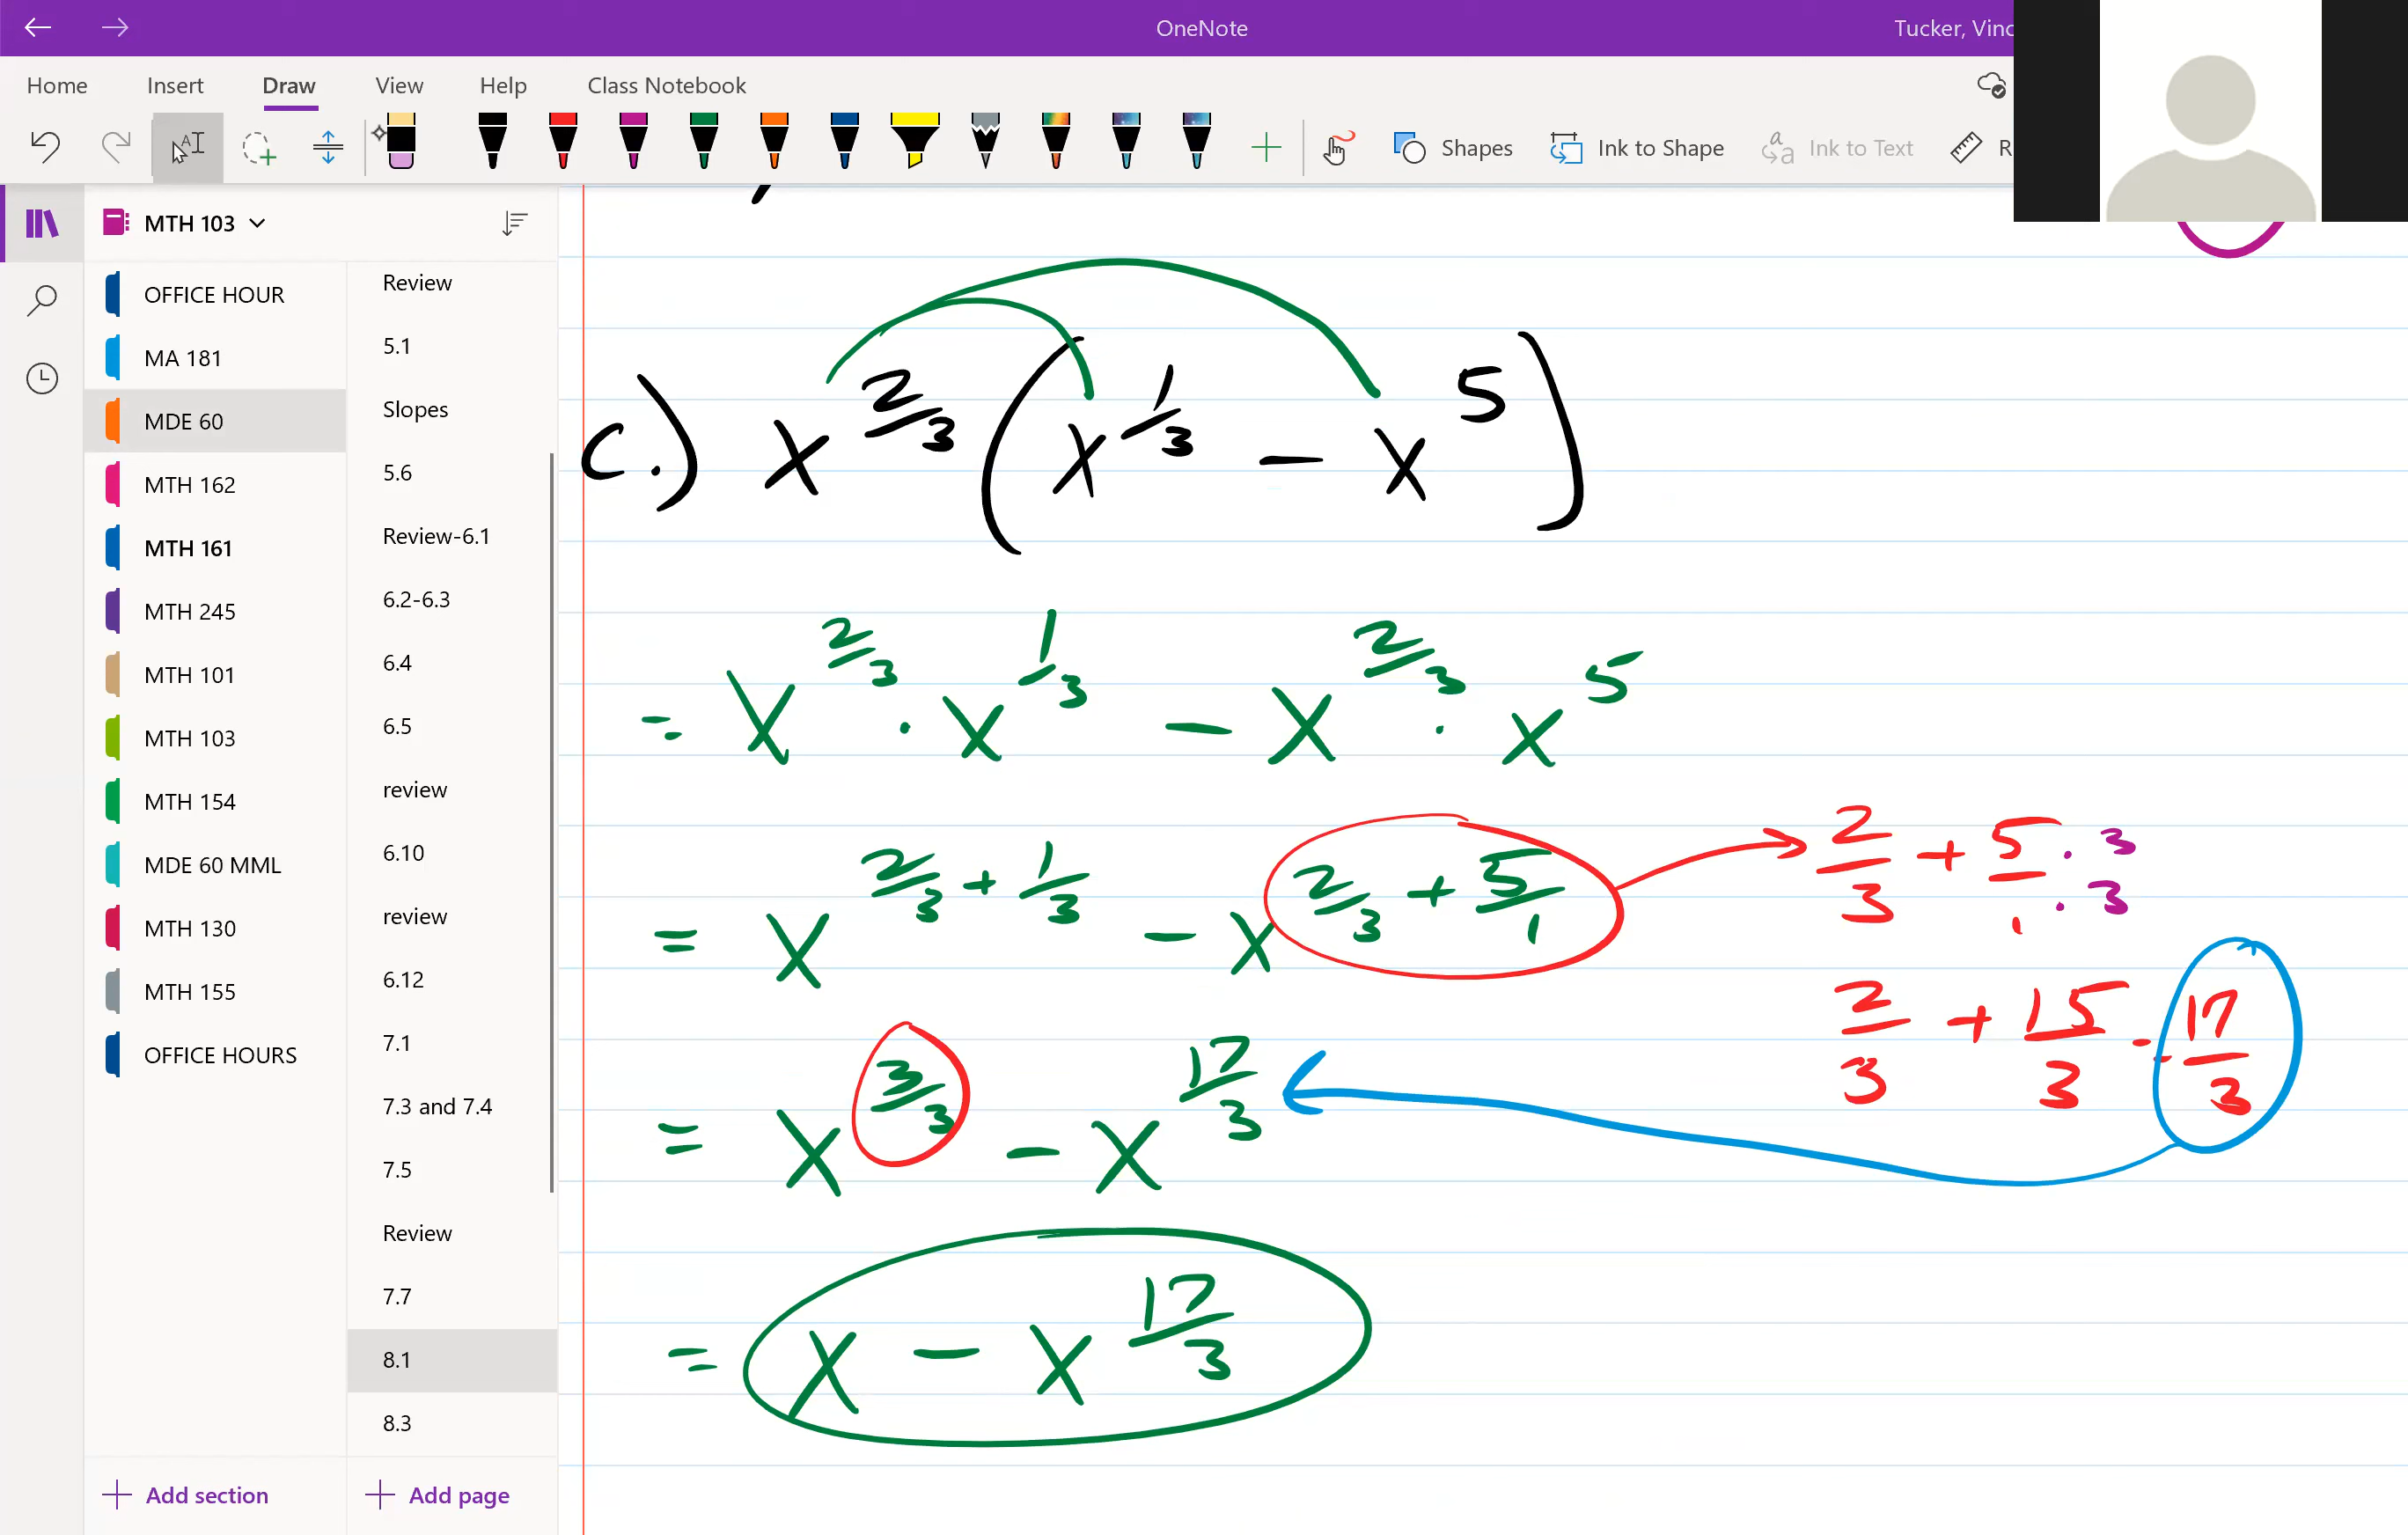 OneNote
Tucker, Vinc
Home Insert Draw View Help Class Notebook
Shapes Ink to Shape Ink to Text R
MTH 103
OFFICE HOUR
MA 181
MDE 60
MTH 162
MTH 161
MTH 245
MTH 101
MTH 103
MTH 154
MDE 60 MML
MTH 130
MTH 155
OFFICE HOURS
Add section
Review
5.1
Slopes
5.6
Review-6.1
6.2-6.3
6.4
6.5
review
6.10
review
6.12
7.1
7.3 and 7.4
7.5
Review
7.7
8.1
8.3
Add page
c.) x^{2/3} (x^{1/3} - x^5)
= x^{2/3} · x^{1/3} - x^{2/3} · x^5
= x^{2/3 + 1/3} - x^{2/3 + 5/1}
2/3 + 5/1 · 3/3
2/3 + 15/3 = 17/3
= x^{3/3} - x^{17/3}
= x - x^{17/3}